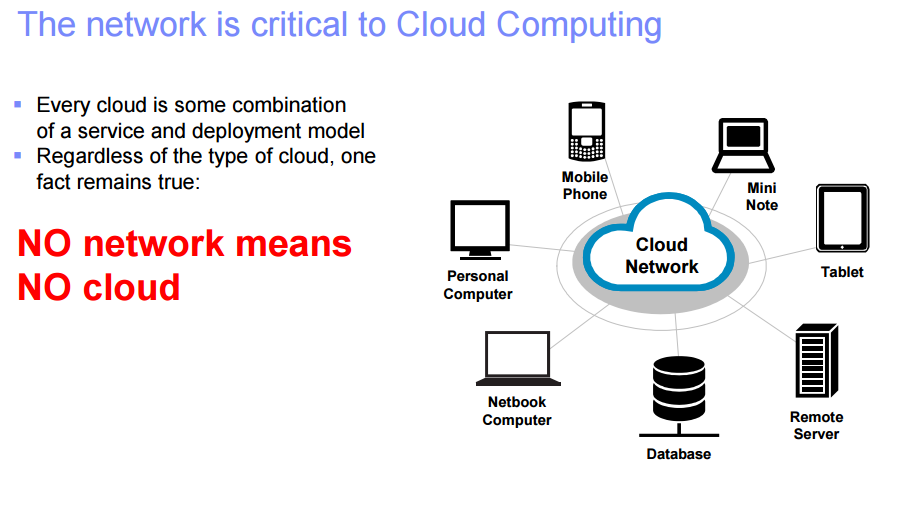 The network is critical to Cloud Computing
▪ Every cloud is some combination
of a service and deployment model
▪ Regardless of the type of cloud, one
fact remains true:
NO network means
NO cloud
Mobile
Phone
Mini
Note
Personal
Computer
Cloud
Network
Tablet
Netbook
Computer
Remote
Server
Database